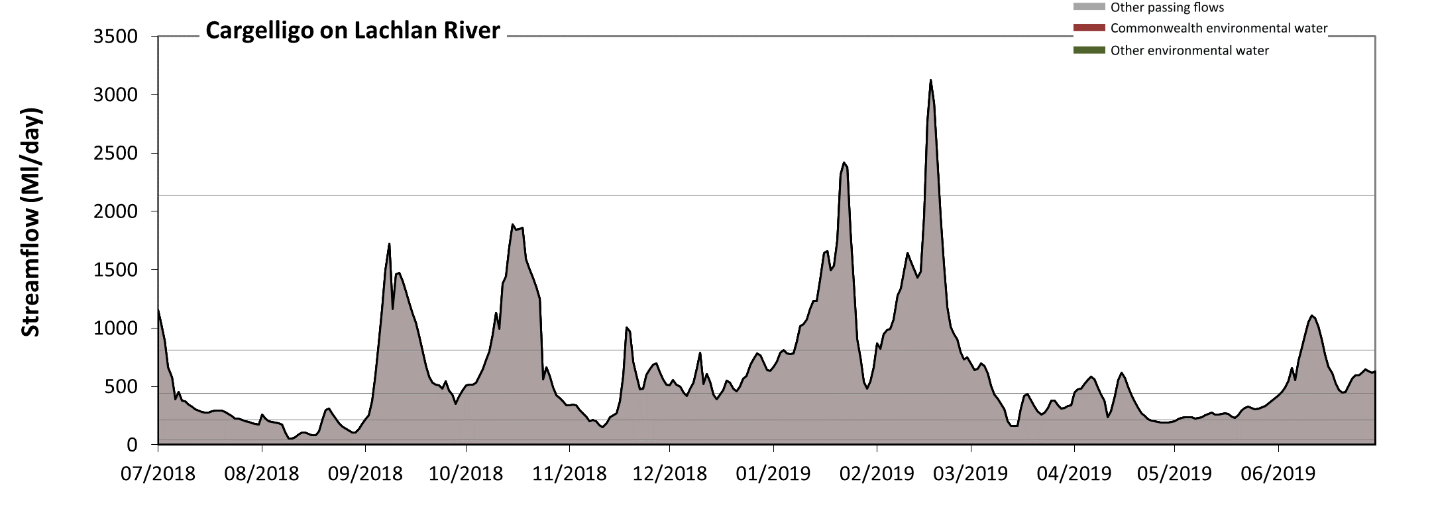 Other passing flows
Cargelligo on Lachlan River
Commonwealth environmental water
Other environmental water
Streamflow (Ml/day)
3500
3000
2500
2000
1500
1000
500
0
07/2018 08/2018 09/2018 10/2018 11/2018 12/2018 01/2019 02/2019 03/2019 04/2019 05/2019 06/2019